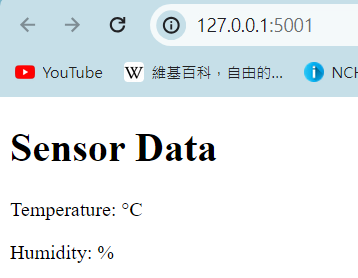 127.0.0.1:5001
YouTube W 維基百科，自由的... NCH
Sensor Data
Temperature: °C
Humidity: %